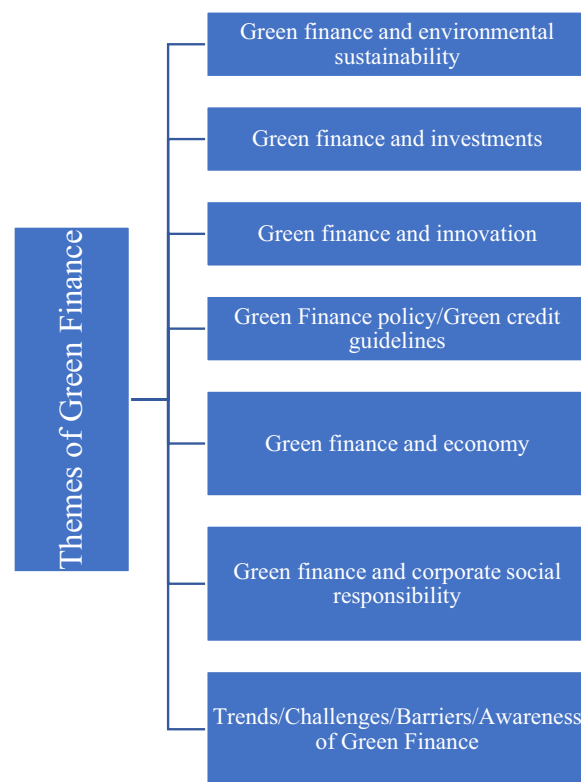 Themes of Green Finance
Green finance and environmental
sustainability
Green finance and investments
Green finance and innovation
Green Finance policy/Green credit
guidelines
Green finance and economy
Green finance and corporate social
responsibility
Trends/Challenges/Barriers/Awareness
of Green Finance